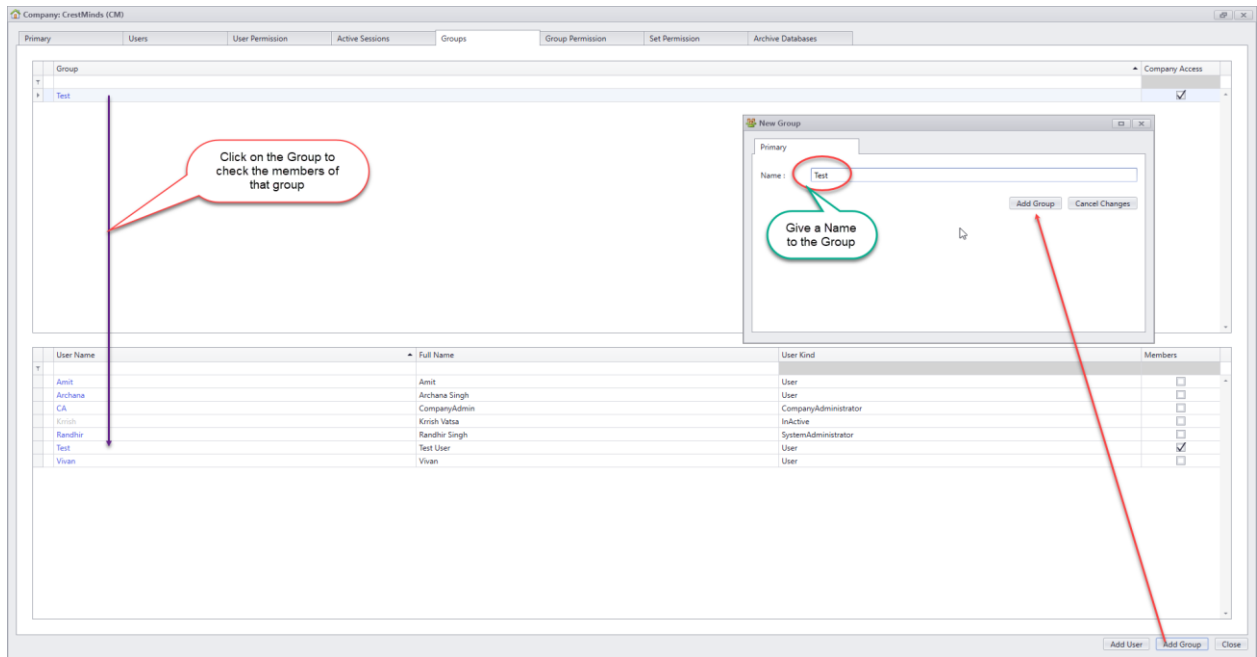 Company: CrestMinds (CM)
Primary Users User Permission Active Sessions Groups Group Permission Set Permission Archive Databases
Group Company Access
Test
Click on the Group to
check the members of
that group
New Group
Primary
Name : Test
Add Group Cancel Changes
Give a Name
to the Group
User Name Full Name User Kind Members
Amit Amit User
Archana Archana Singh User
CA CompanyAdmin CompanyAdministrator
Krrish Krrish Vatsa InActive
Randhir Randhir Singh SystemAdministrator
Test Test User User
Vivan Vivan User
Add User Add Group Close